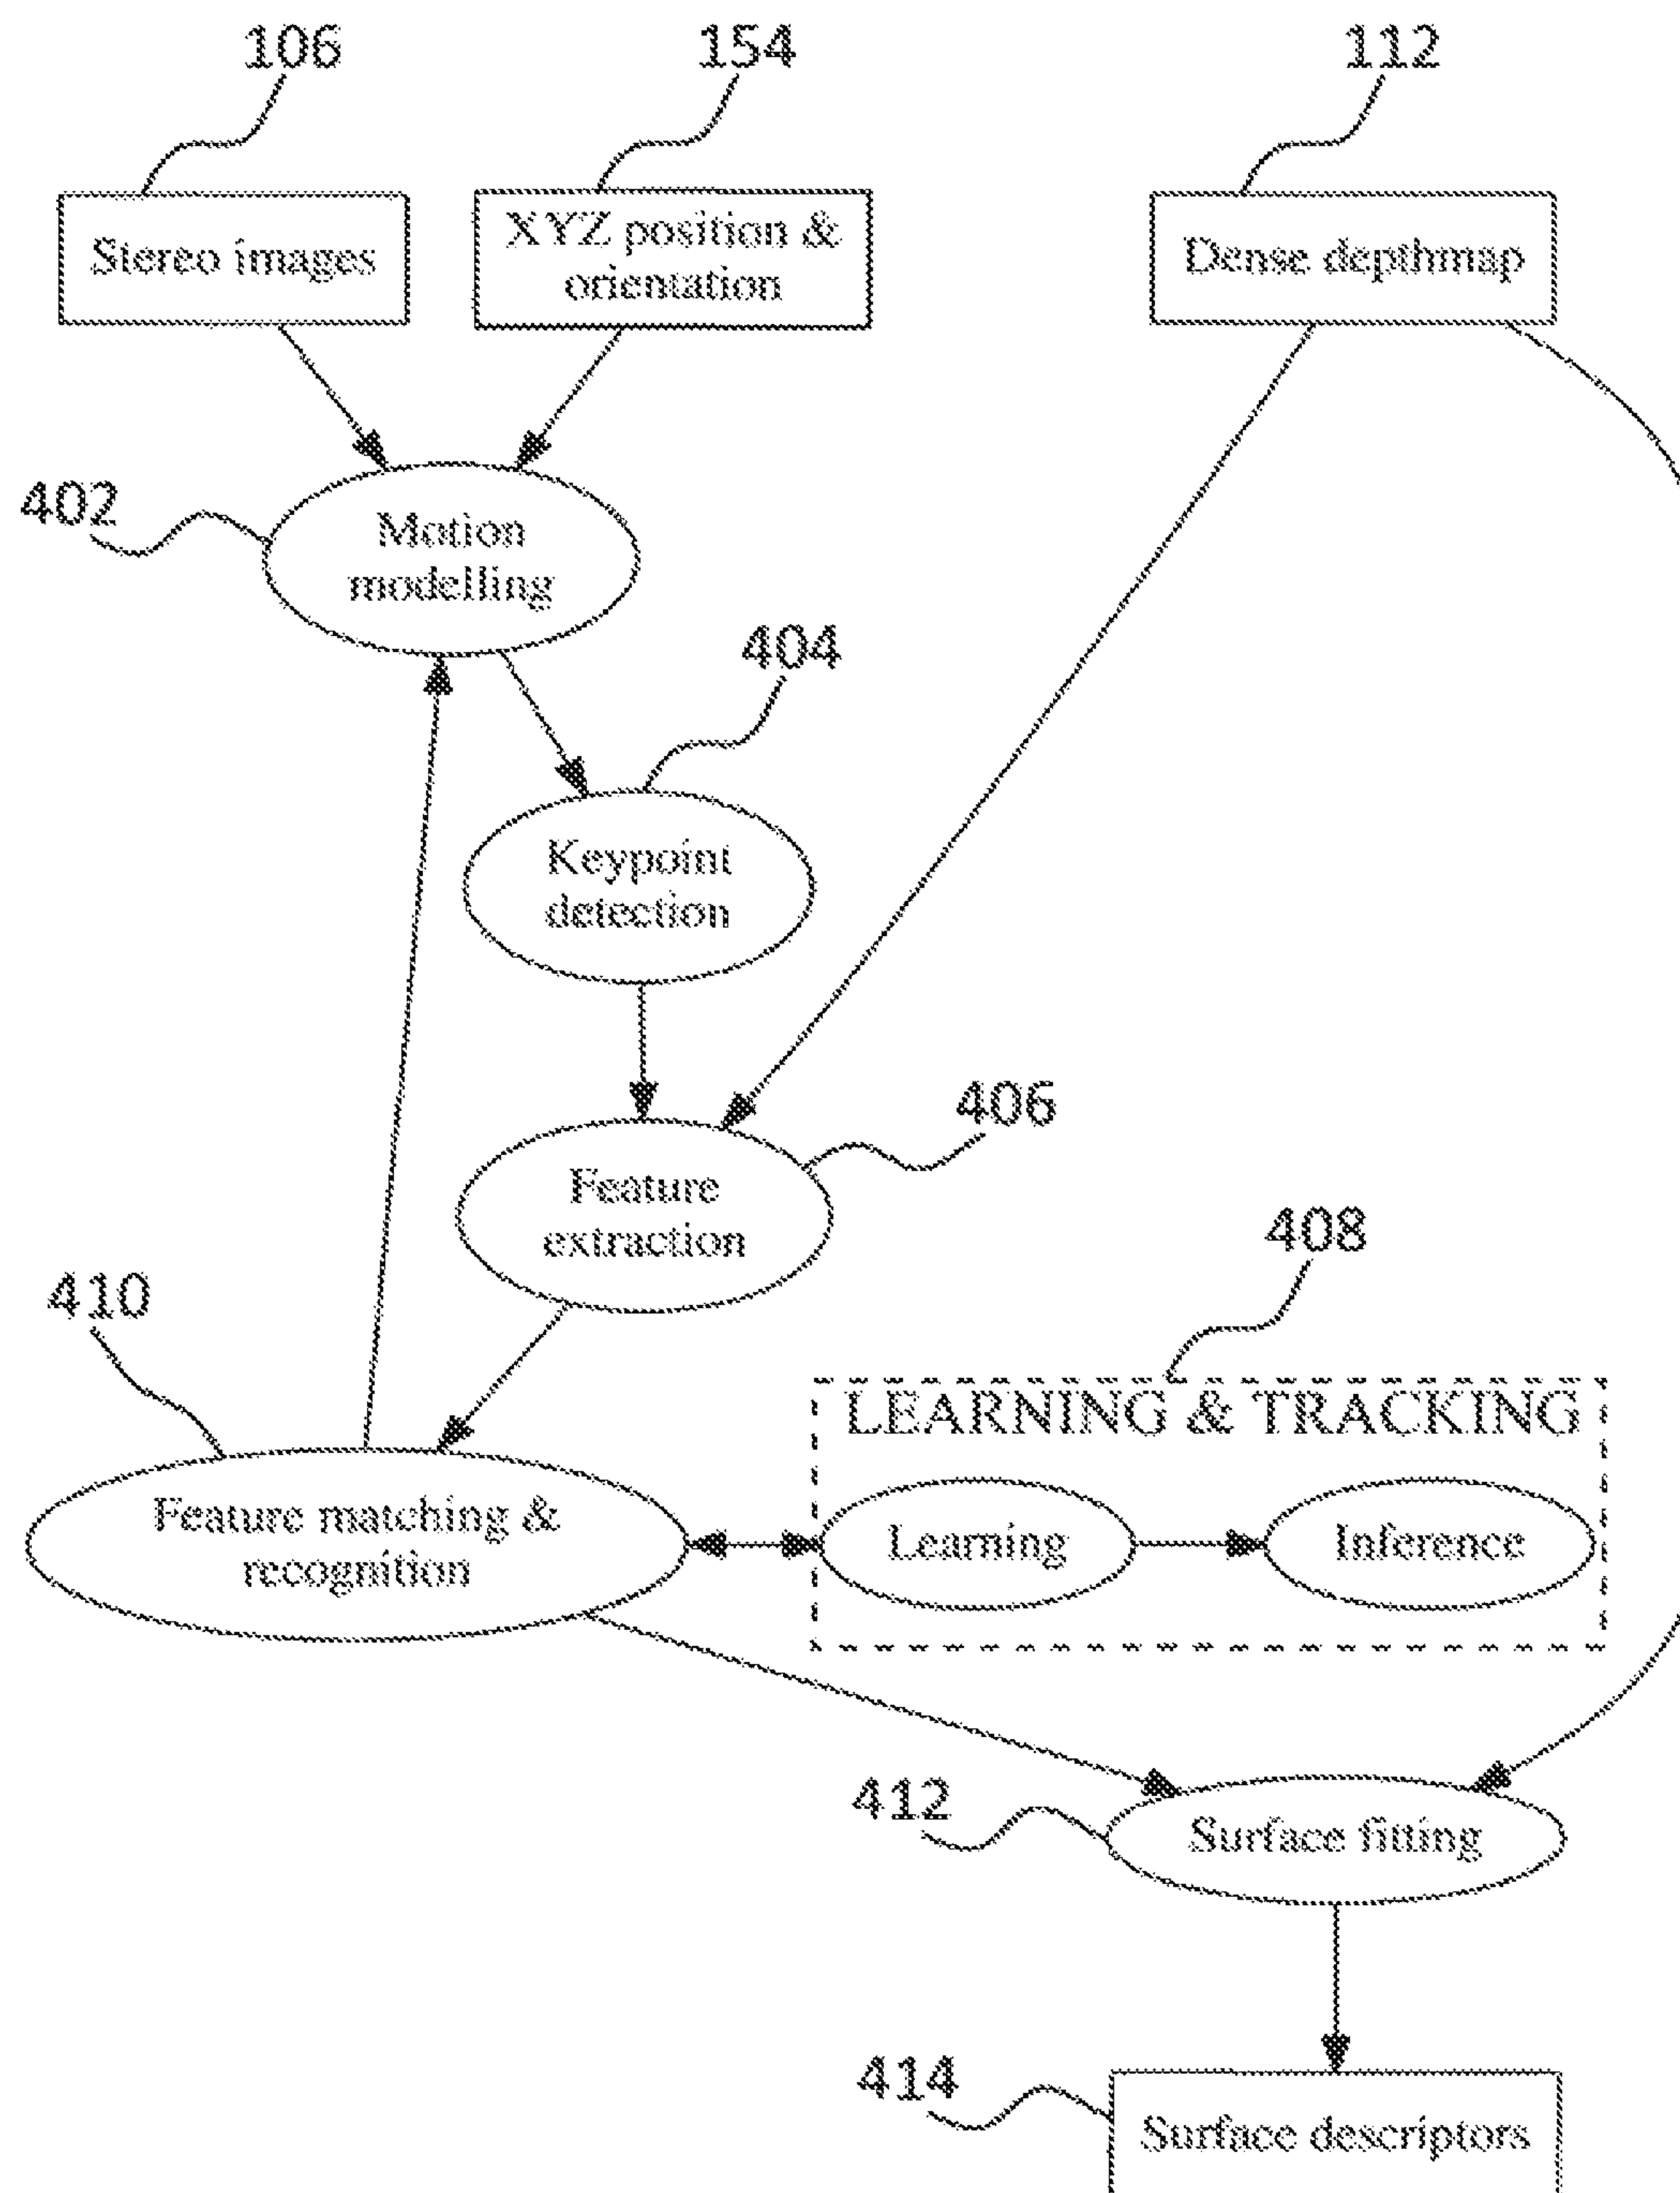 106
154
112
Stereo images
XYZ position &
orientation
Dense depthmap
402
Motion
modelling
404
Keypoint
detection
406
Feature
extraction
408
410
LEARNING & TRACKING
Feature matching &
recognition
Learning
Inference
412
Surface fitting
414
Surface descriptors